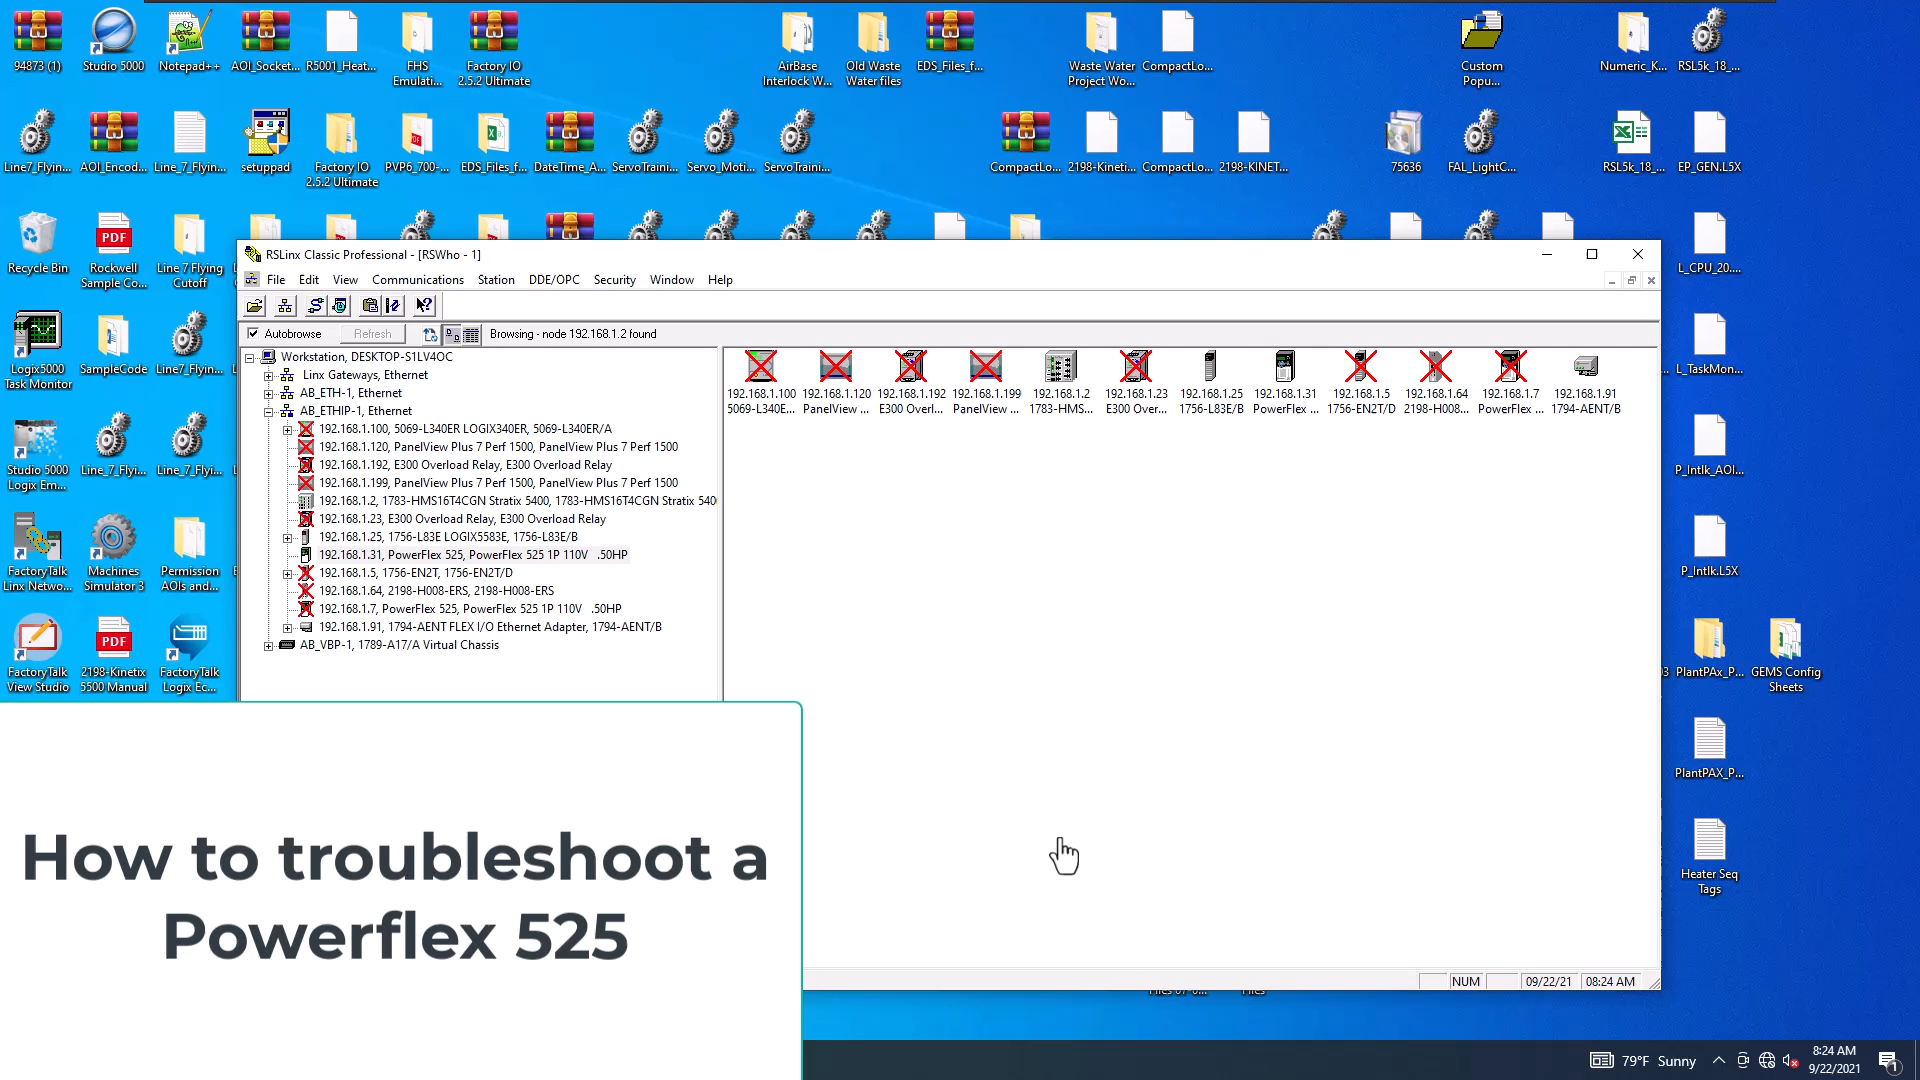 94873 (1)
Studio 5000
Notepad++
AOI_Socket...
R5001_Heat...
FHS
Emulati...
Factory IO
2.5.2 Ultimate
AirBase
Interlock W...
Old Waste
Water files
EDS_Files_f...
Waste Water
Project Wo...
CompactLo...
Custom
Popu...
Numeric_K...
RSL5k_18_...
Line7_Flyin...
AOI_Encod...
Line_7_Flyin...
setuppad
Factory IO
2.5.2 Ultimate
PVP6_700-...
EDS_Files_f...
DateTime_A...
ServoTraini...
Servo_Moti...
ServoTraini...
CompactLo...
2198-Kineti...
CompactLo...
2198-KINET...
75636
FAL_LightC...
RSL5k_18_...
EP_GEN.L5X
Recycle Bin
Rockwell
Sample Co...
Line 7 Flying
Cutoff
L_CPU_20....
Logix5000
Task Monitor
SampleCode
Line7_Flyin...
L_TaskMon...
Studio 5000
Logix Em...
Line_7_Flyi...
Line_7_Flyi...
P_Intlk_AOI...
FactoryTalk
Linx Netwo...
Machines
Simulator 3
Permission
AOIs and...
P_Intlk.L5X
FactoryTalk
View Studio
2198-Kinetix
5500 Manual
FactoryTalk
Logix Ec...
PlantPAx_P...
GEMS Config
Sheets
PlantPAX_P...
Heater Seq
Tags
RSLinx Classic Professional - [RSWho - 1]
File Edit View Communications Station DDE/OPC Security Window Help
Autobrowse Refresh Browsing - node 192.168.1.2 found
Workstation, DESKTOP-S1LV4OC
Linx Gateways, Ethernet
AB_ETH-1, Ethernet
AB_ETHIP-1, Ethernet
192.168.1.100, 5069-L340ER LOGIX340ER, 5069-L340ER/A
192.168.1.120, PanelView Plus 7 Perf 1500, PanelView Plus 7 Perf 1500
192.168.1.192, E300 Overload Relay, E300 Overload Relay
192.168.1.199, PanelView Plus 7 Perf 1500, PanelView Plus 7 Perf 1500
192.168.1.2, 1783-HMS16T4CGN Stratix 5400, 1783-HMS16T4CGN Stratix 540
192.168.1.23, E300 Overload Relay, E300 Overload Relay
192.168.1.25, 1756-L83E LOGIX5583E, 1756-L83E/B
192.168.1.31, PowerFlex 525, PowerFlex 525 1P 110V .50HP
192.168.1.5, 1756-EN2T, 1756-EN2T/D
192.168.1.64, 2198-H008-ERS, 2198-H008-ERS
192.168.1.7, PowerFlex 525, PowerFlex 525 1P 110V .50HP
192.168.1.91, 1794-AENT FLEX I/O Ethernet Adapter, 1794-AENT/B
AB_VBP-1, 1789-A17/A Virtual Chassis
192.168.1.100 192.168.1.120 192.168.1.192 192.168.1.199 192.168.1.2 192.168.1.23 192.168.1.25 192.168.1.31 192.168.1.5 192.168.1.64 192.168.1.7 192.168.1.91
5069-L340E... PanelView ... E300 Overl... PanelView ... 1783-HMS... E300 Over... 1756-L83E/B PowerFlex ... 1756-EN2T/D 2198-H008... PowerFlex ... 1794-AENT/B
How to troubleshoot a
Powerflex 525
NUM 09/22/21 08:24 AM
79°F Sunny
8:24 AM
9/22/2021
1